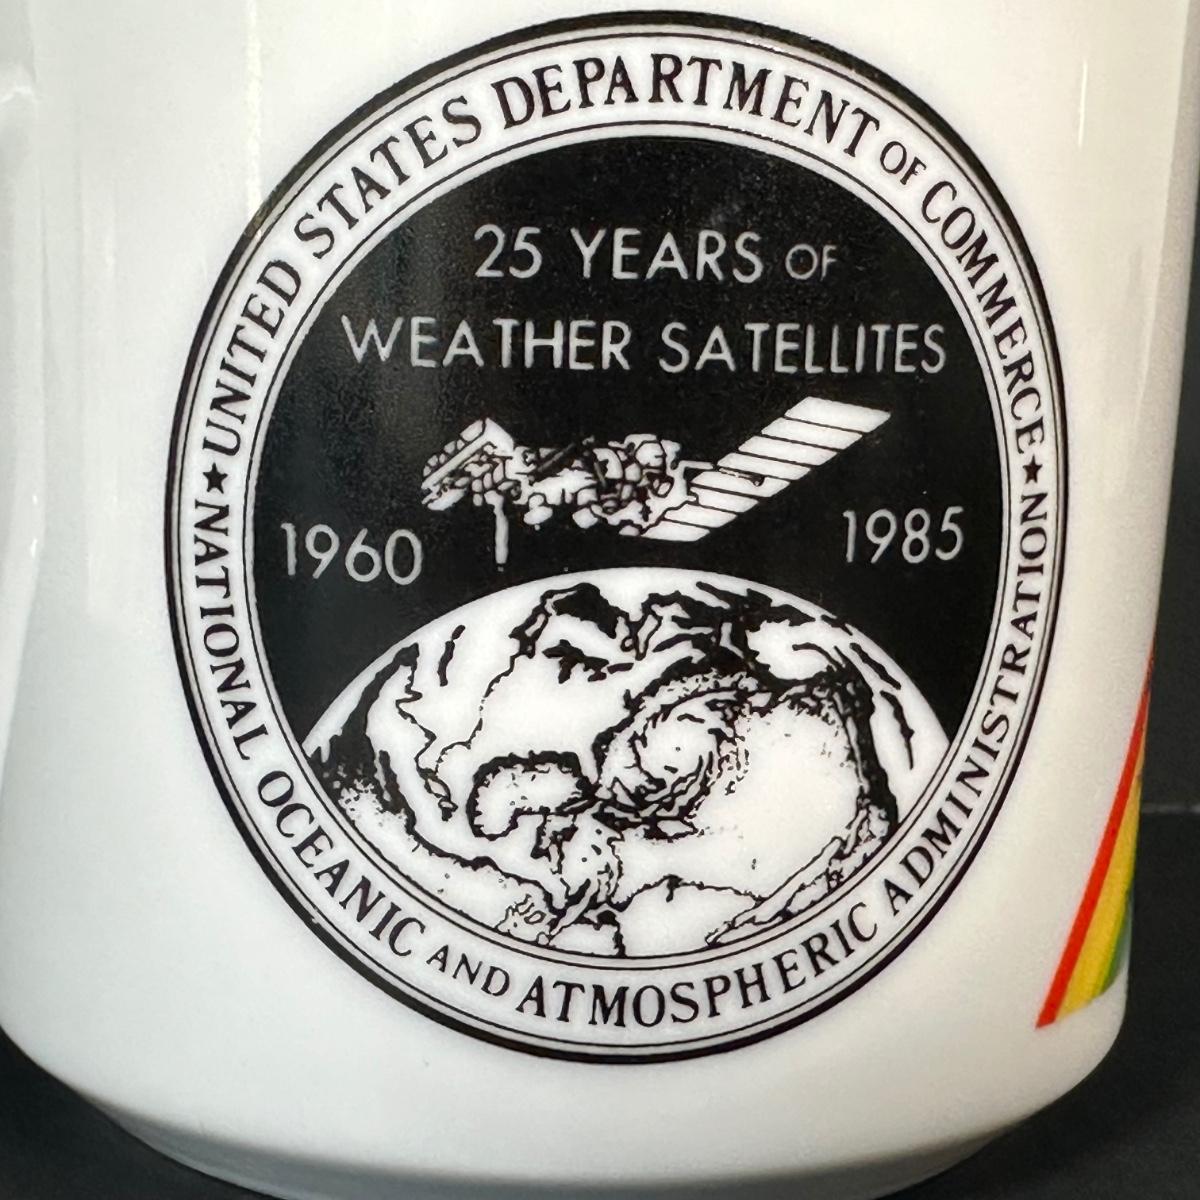 ★ UNITED STATES DEPARTMENT OF COMMERCE ★
25 YEARS OF
WEATHER SATELLITES
1960 1985
NATIONAL OCEANIC AND ATMOSPHERIC ADMINISTRATION